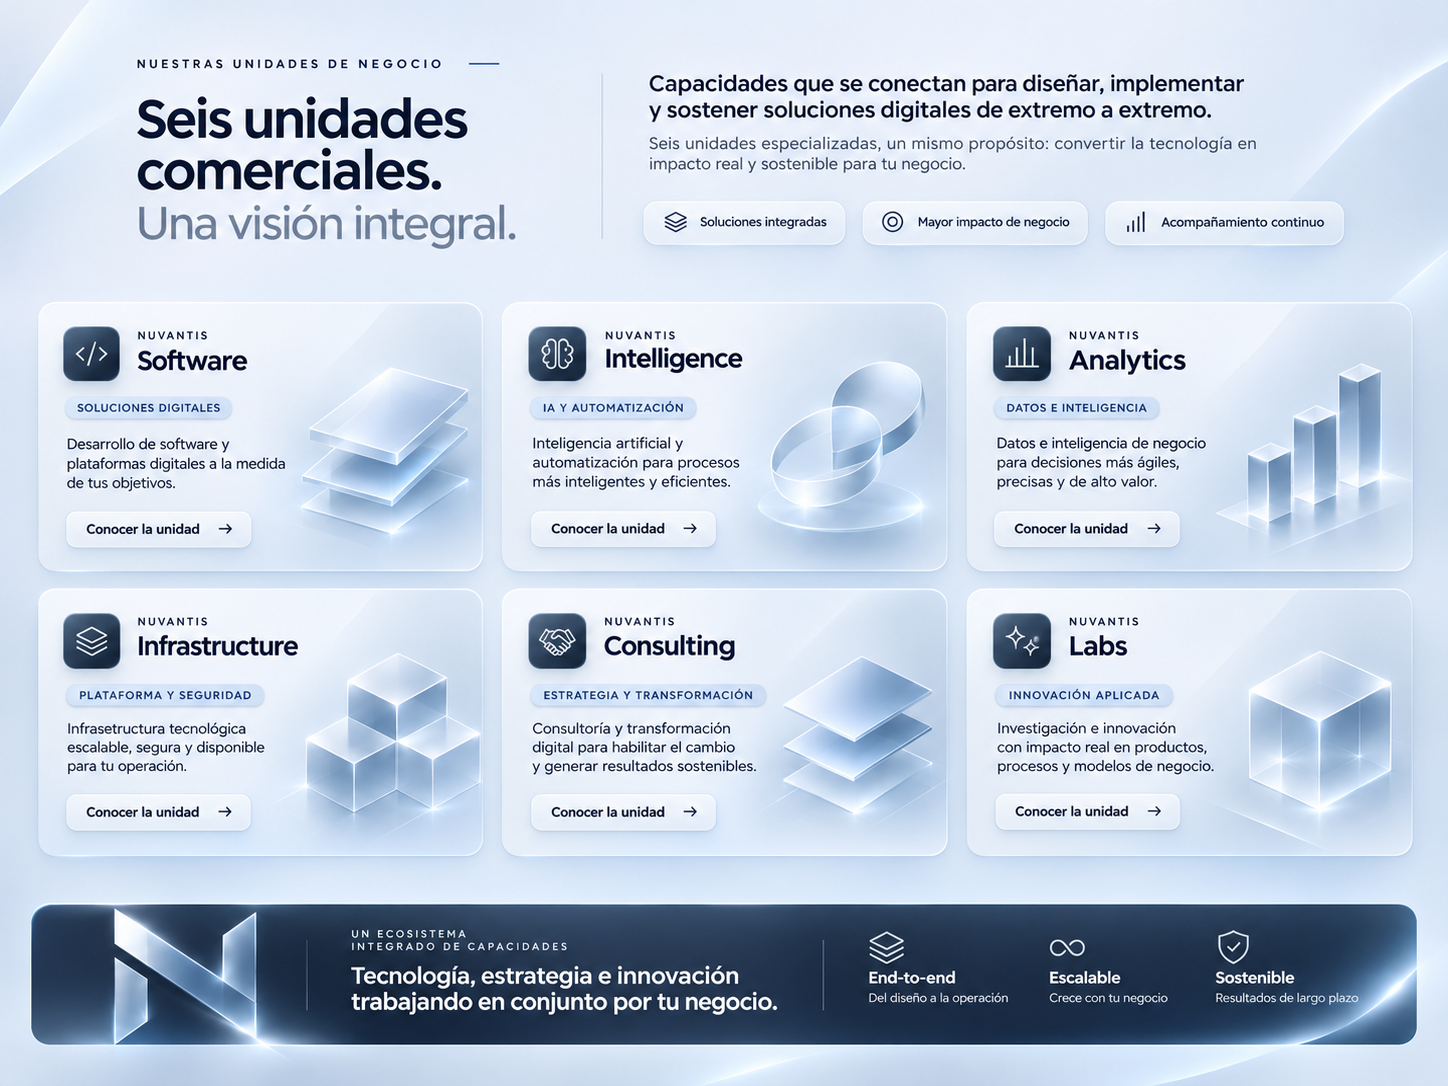 NUESTRAS UNIDADES DE NEGOCIO
Seis unidades
comerciales.
Una visión integral.
Capacidades que se conectan para diseñar, implementar
y sostener soluciones digitales de extremo a extremo.
Seis unidades especializadas, un mismo propósito: convertir la tecnología en
impacto real y sostenible para tu negocio.
Soluciones integradas
Mayor impacto de negocio
Acompañamiento continuo
NUVANTIS
Software
SOLUCIONES DIGITALES
Desarrollo de software y
plataformas digitales a la medida
de tus objetivos.
Conocer la unidad
NUVANTIS
Intelligence
IA Y AUTOMATIZACIÓN
Inteligencia artificial y
automatización para procesos
más inteligentes y eficientes.
Conocer la unidad
NUVANTIS
Analytics
DATOS E INTELIGENCIA
Datos e inteligencia de negocio
para decisiones más ágiles,
precisas y de alto valor.
Conocer la unidad
NUVANTIS
Infrastructure
PLATAFORMA Y SEGURIDAD
Infrasetructura tecnológica
escalable, segura y disponible
para tu operación.
Conocer la unidad
NUVANTIS
Consulting
ESTRATEGIA Y TRANSFORMACIÓN
Consultoría y transformación
digital para habilitar el cambio
y generar resultados sostenibles.
Conocer la unidad
NUVANTIS
Labs
INNOVACIÓN APLICADA
Investigación e innovación
con impacto real en productos,
procesos y modelos de negocio.
Conocer la unidad
N
UN ECOSISTEMA
INTEGRADO DE CAPACIDADES
Tecnología, estrategia e innovación
trabajando en conjunto por tu negocio.
End-to-end
Del diseño a la operación
Escalable
Crece con tu negocio
Sostenible
Resultados de largo plazo